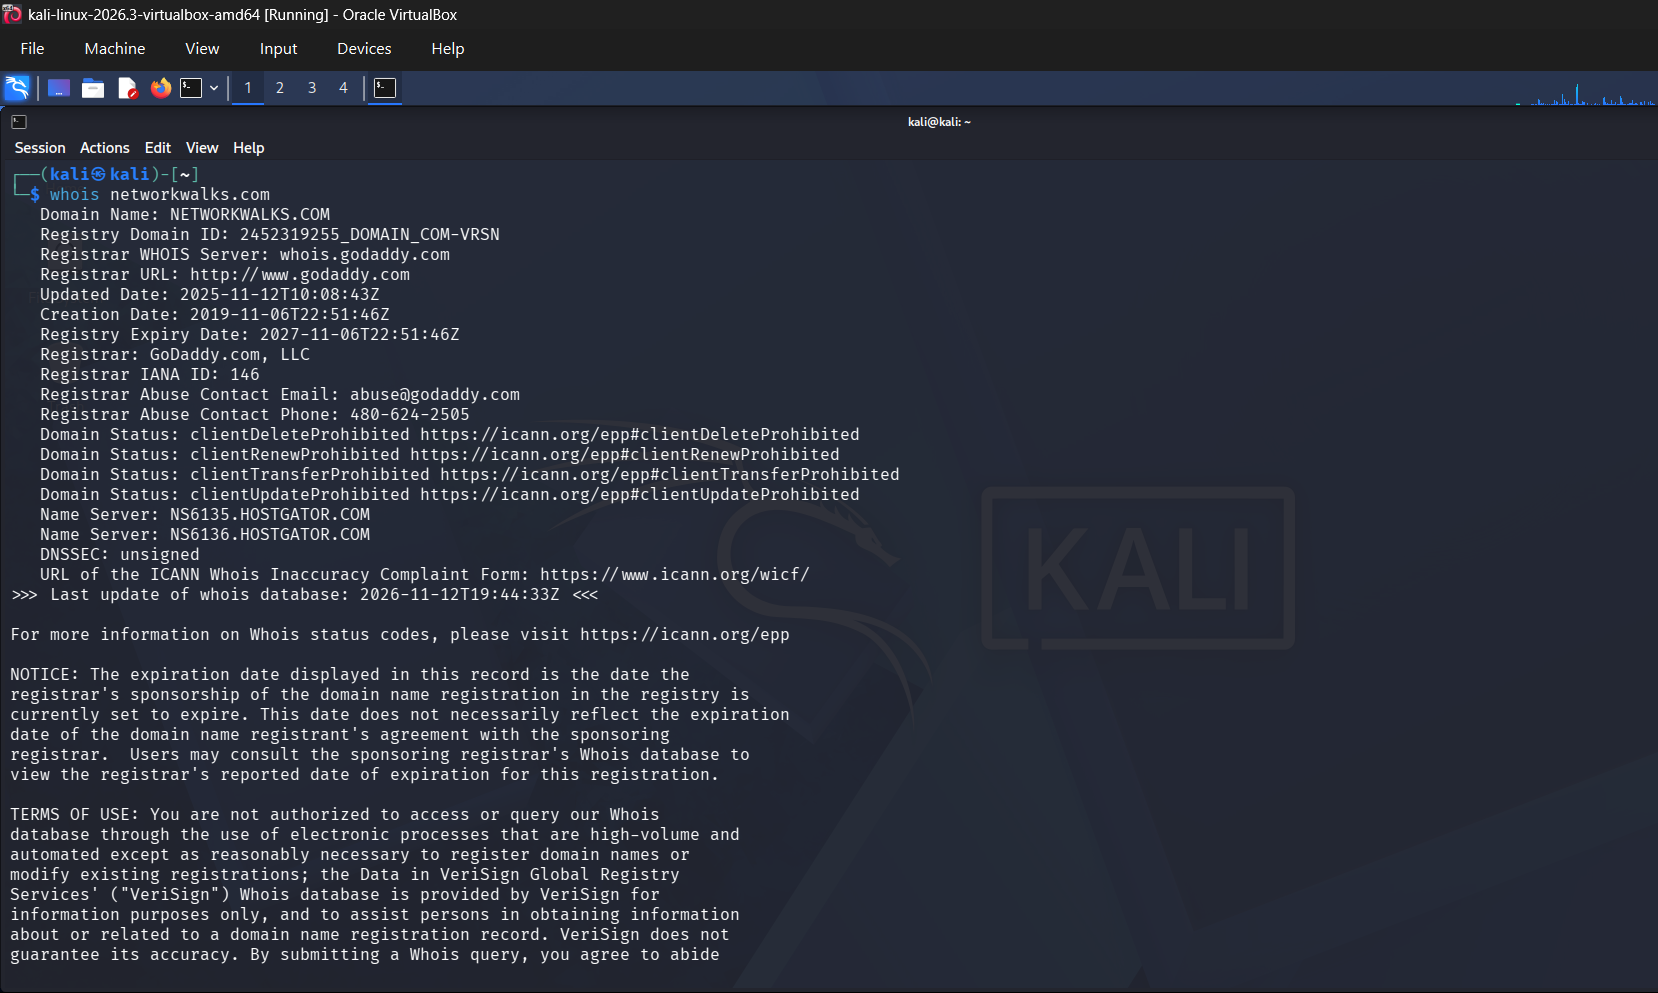 kali-linux-2026.3-virtualbox-amd64 [Running] - Oracle VirtualBox
File Machine View Input Devices Help
1 2 3 4
kali@kali: ~
Session Actions Edit View Help
┌──(kali㉿kali)-[~]
└─$ whois networkwalks.com
Domain Name: NETWORKWALKS.COM
Registry Domain ID: 2452319255_DOMAIN_COM-VRSN
Registrar WHOIS Server: whois.godaddy.com
Registrar URL: http://www.godaddy.com
Updated Date: 2025-11-12T10:08:43Z
Creation Date: 2019-11-06T22:51:46Z
Registry Expiry Date: 2027-11-06T22:51:46Z
Registrar: GoDaddy.com, LLC
Registrar IANA ID: 146
Registrar Abuse Contact Email: abuse@godaddy.com
Registrar Abuse Contact Phone: 480-624-2505
Domain Status: clientDeleteProhibited https://icann.org/epp#clientDeleteProhibited
Domain Status: clientRenewProhibited https://icann.org/epp#clientRenewProhibited
Domain Status: clientTransferProhibited https://icann.org/epp#clientTransferProhibited
Domain Status: clientUpdateProhibited https://icann.org/epp#clientUpdateProhibited
Name Server: NS6135.HOSTGATOR.COM
Name Server: NS6136.HOSTGATOR.COM
DNSSEC: unsigned
URL of the ICANN Whois Inaccuracy Complaint Form: https://www.icann.org/wicf/
>>> Last update of whois database: 2026-11-12T19:44:33Z <<<
For more information on Whois status codes, please visit https://icann.org/epp
NOTICE: The expiration date displayed in this record is the date the
registrar's sponsorship of the domain name registration in the registry is
currently set to expire. This date does not necessarily reflect the expiration
date of the domain name registrant's agreement with the sponsoring
registrar.  Users may consult the sponsoring registrar's Whois database to
view the registrar's reported date of expiration for this registration.
TERMS OF USE: You are not authorized to access or query our Whois
database through the use of electronic processes that are high-volume and
automated except as reasonably necessary to register domain names or
modify existing registrations; the Data in VeriSign Global Registry
Services' ("VeriSign") Whois database is provided by VeriSign for
information purposes only, and to assist persons in obtaining information
about or related to a domain name registration record. VeriSign does not
guarantee its accuracy. By submitting a Whois query, you agree to abide
KALI